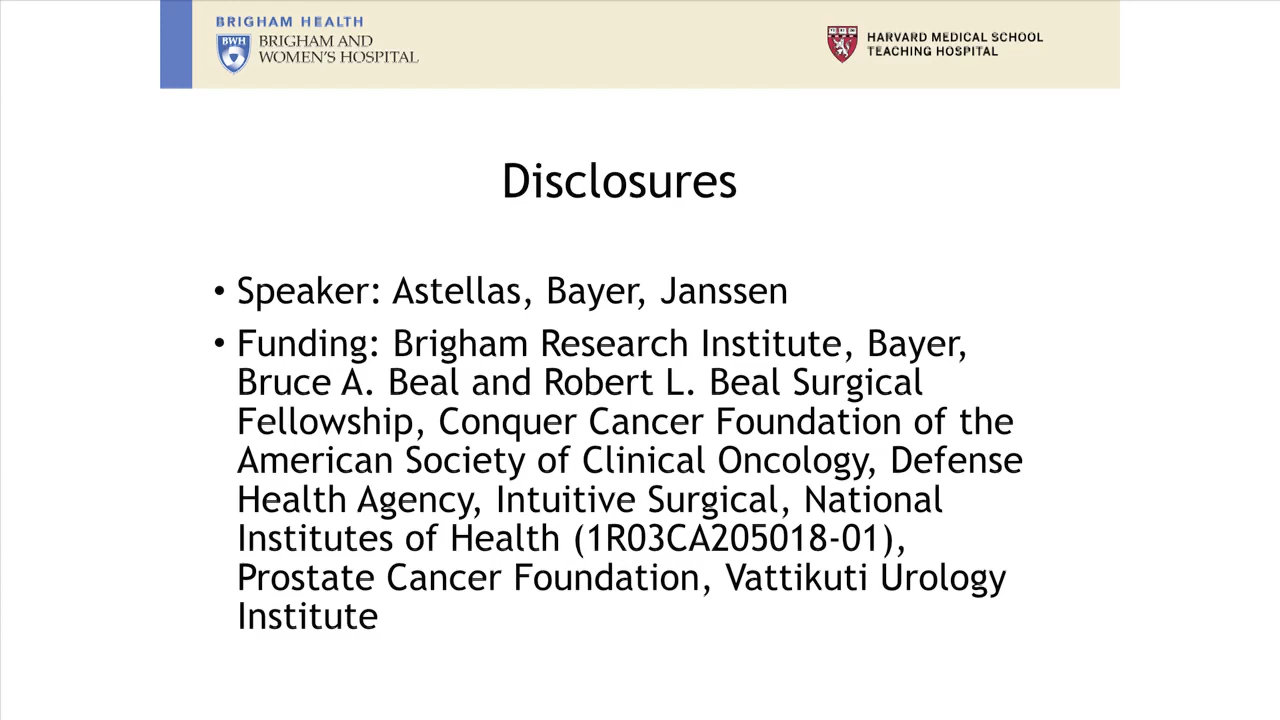 BRIGHAM HEALTH
BWH
BRIGHAM AND
WOMEN'S HOSPITAL
HARVARD MEDICAL SCHOOL
TEACHING HOSPITAL
Disclosures
• Speaker: Astellas, Bayer, Janssen
• Funding: Brigham Research Institute, Bayer,
Bruce A. Beal and Robert L. Beal Surgical
Fellowship, Conquer Cancer Foundation of the
American Society of Clinical Oncology, Defense
Health Agency, Intuitive Surgical, National
Institutes of Health (1R03CA205018-01),
Prostate Cancer Foundation, Vattikuti Urology
Institute